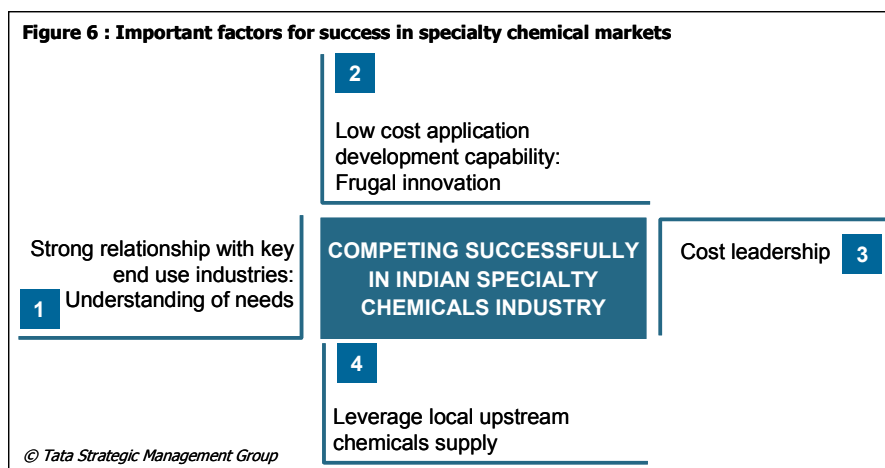 Figure 6 : Important factors for success in specialty chemical markets
2
Low cost application
development capability:
Frugal innovation
Strong relationship with key
end use industries:
Understanding of needs
1
COMPETING SUCCESSFULLY
IN INDIAN SPECIALTY
CHEMICALS INDUSTRY
Cost leadership
3
4
Leverage local upstream
chemicals supply
© Tata Strategic Management Group